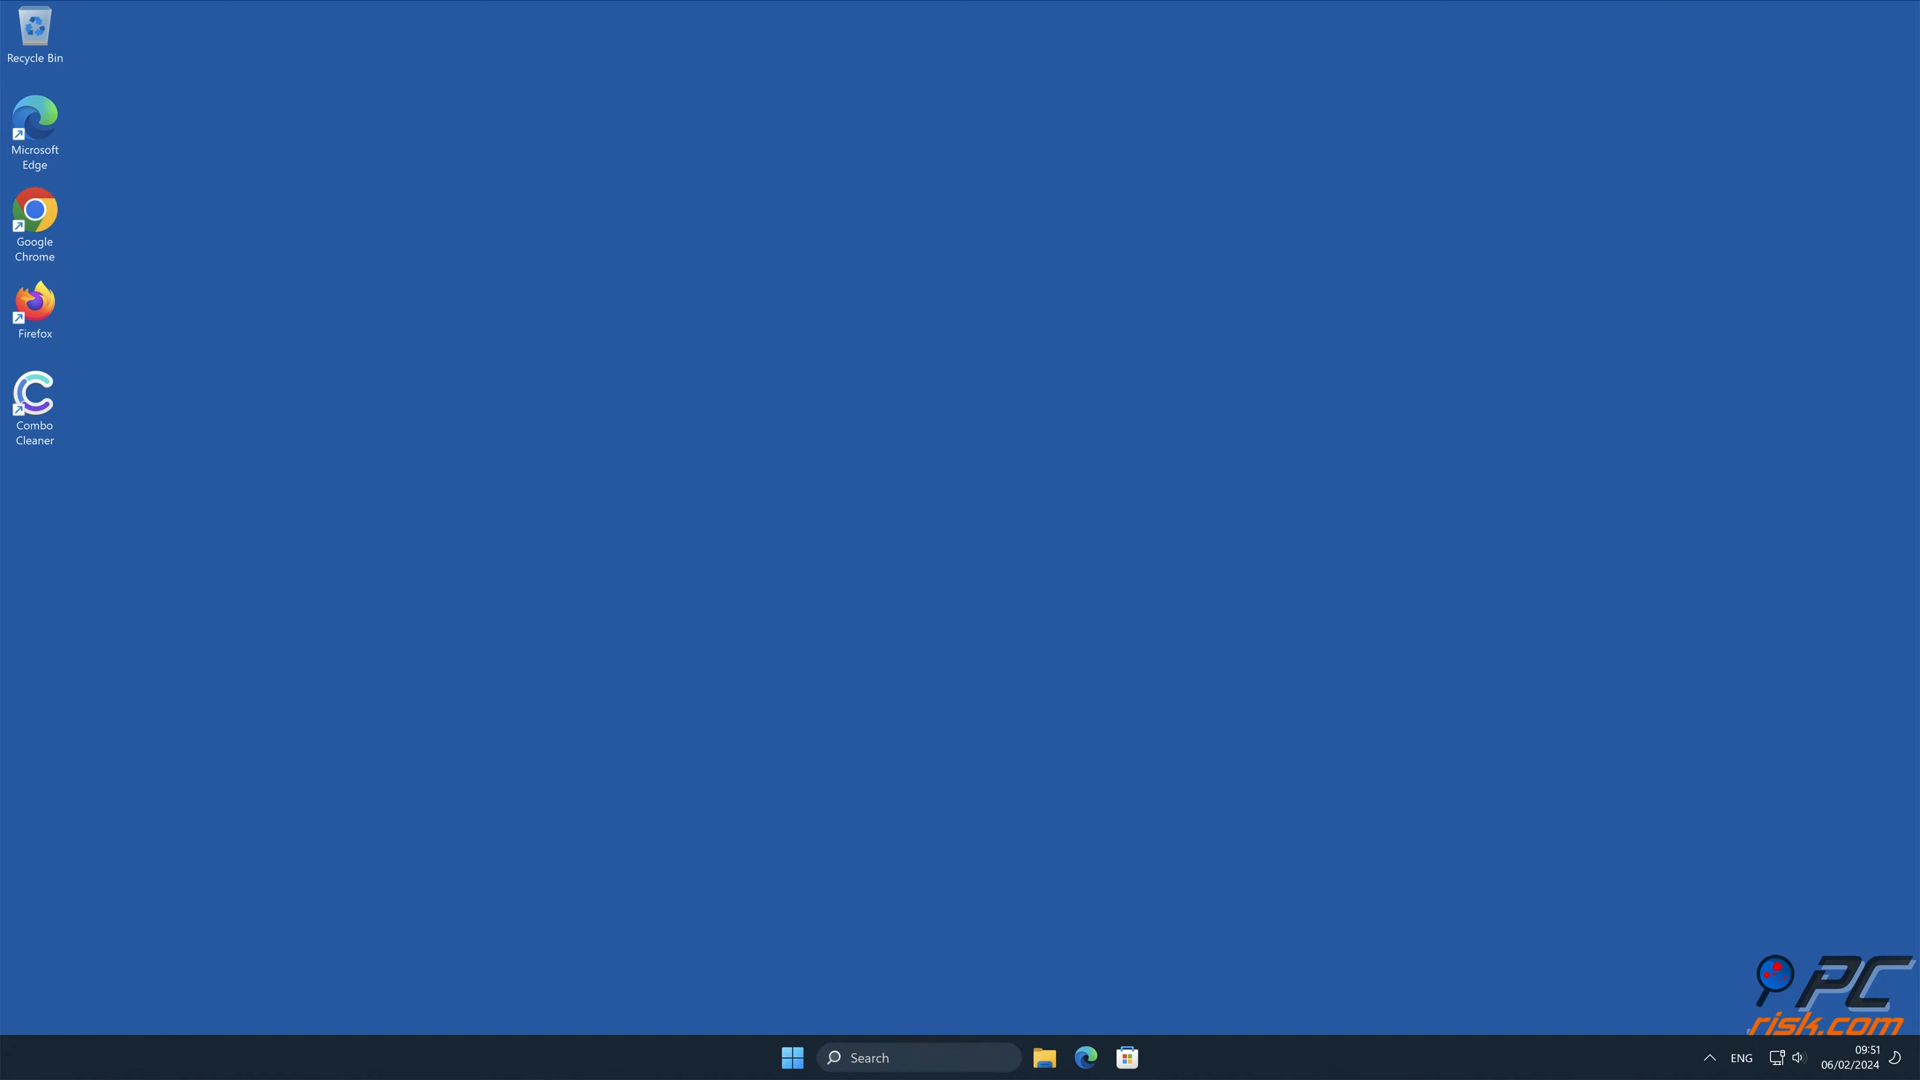 Recycle Bin
Microsoft
Edge
Google
Chrome
Firefox
Combo
Cleaner
PC
risk.com
Search
ENG
09:51
06/02/2024